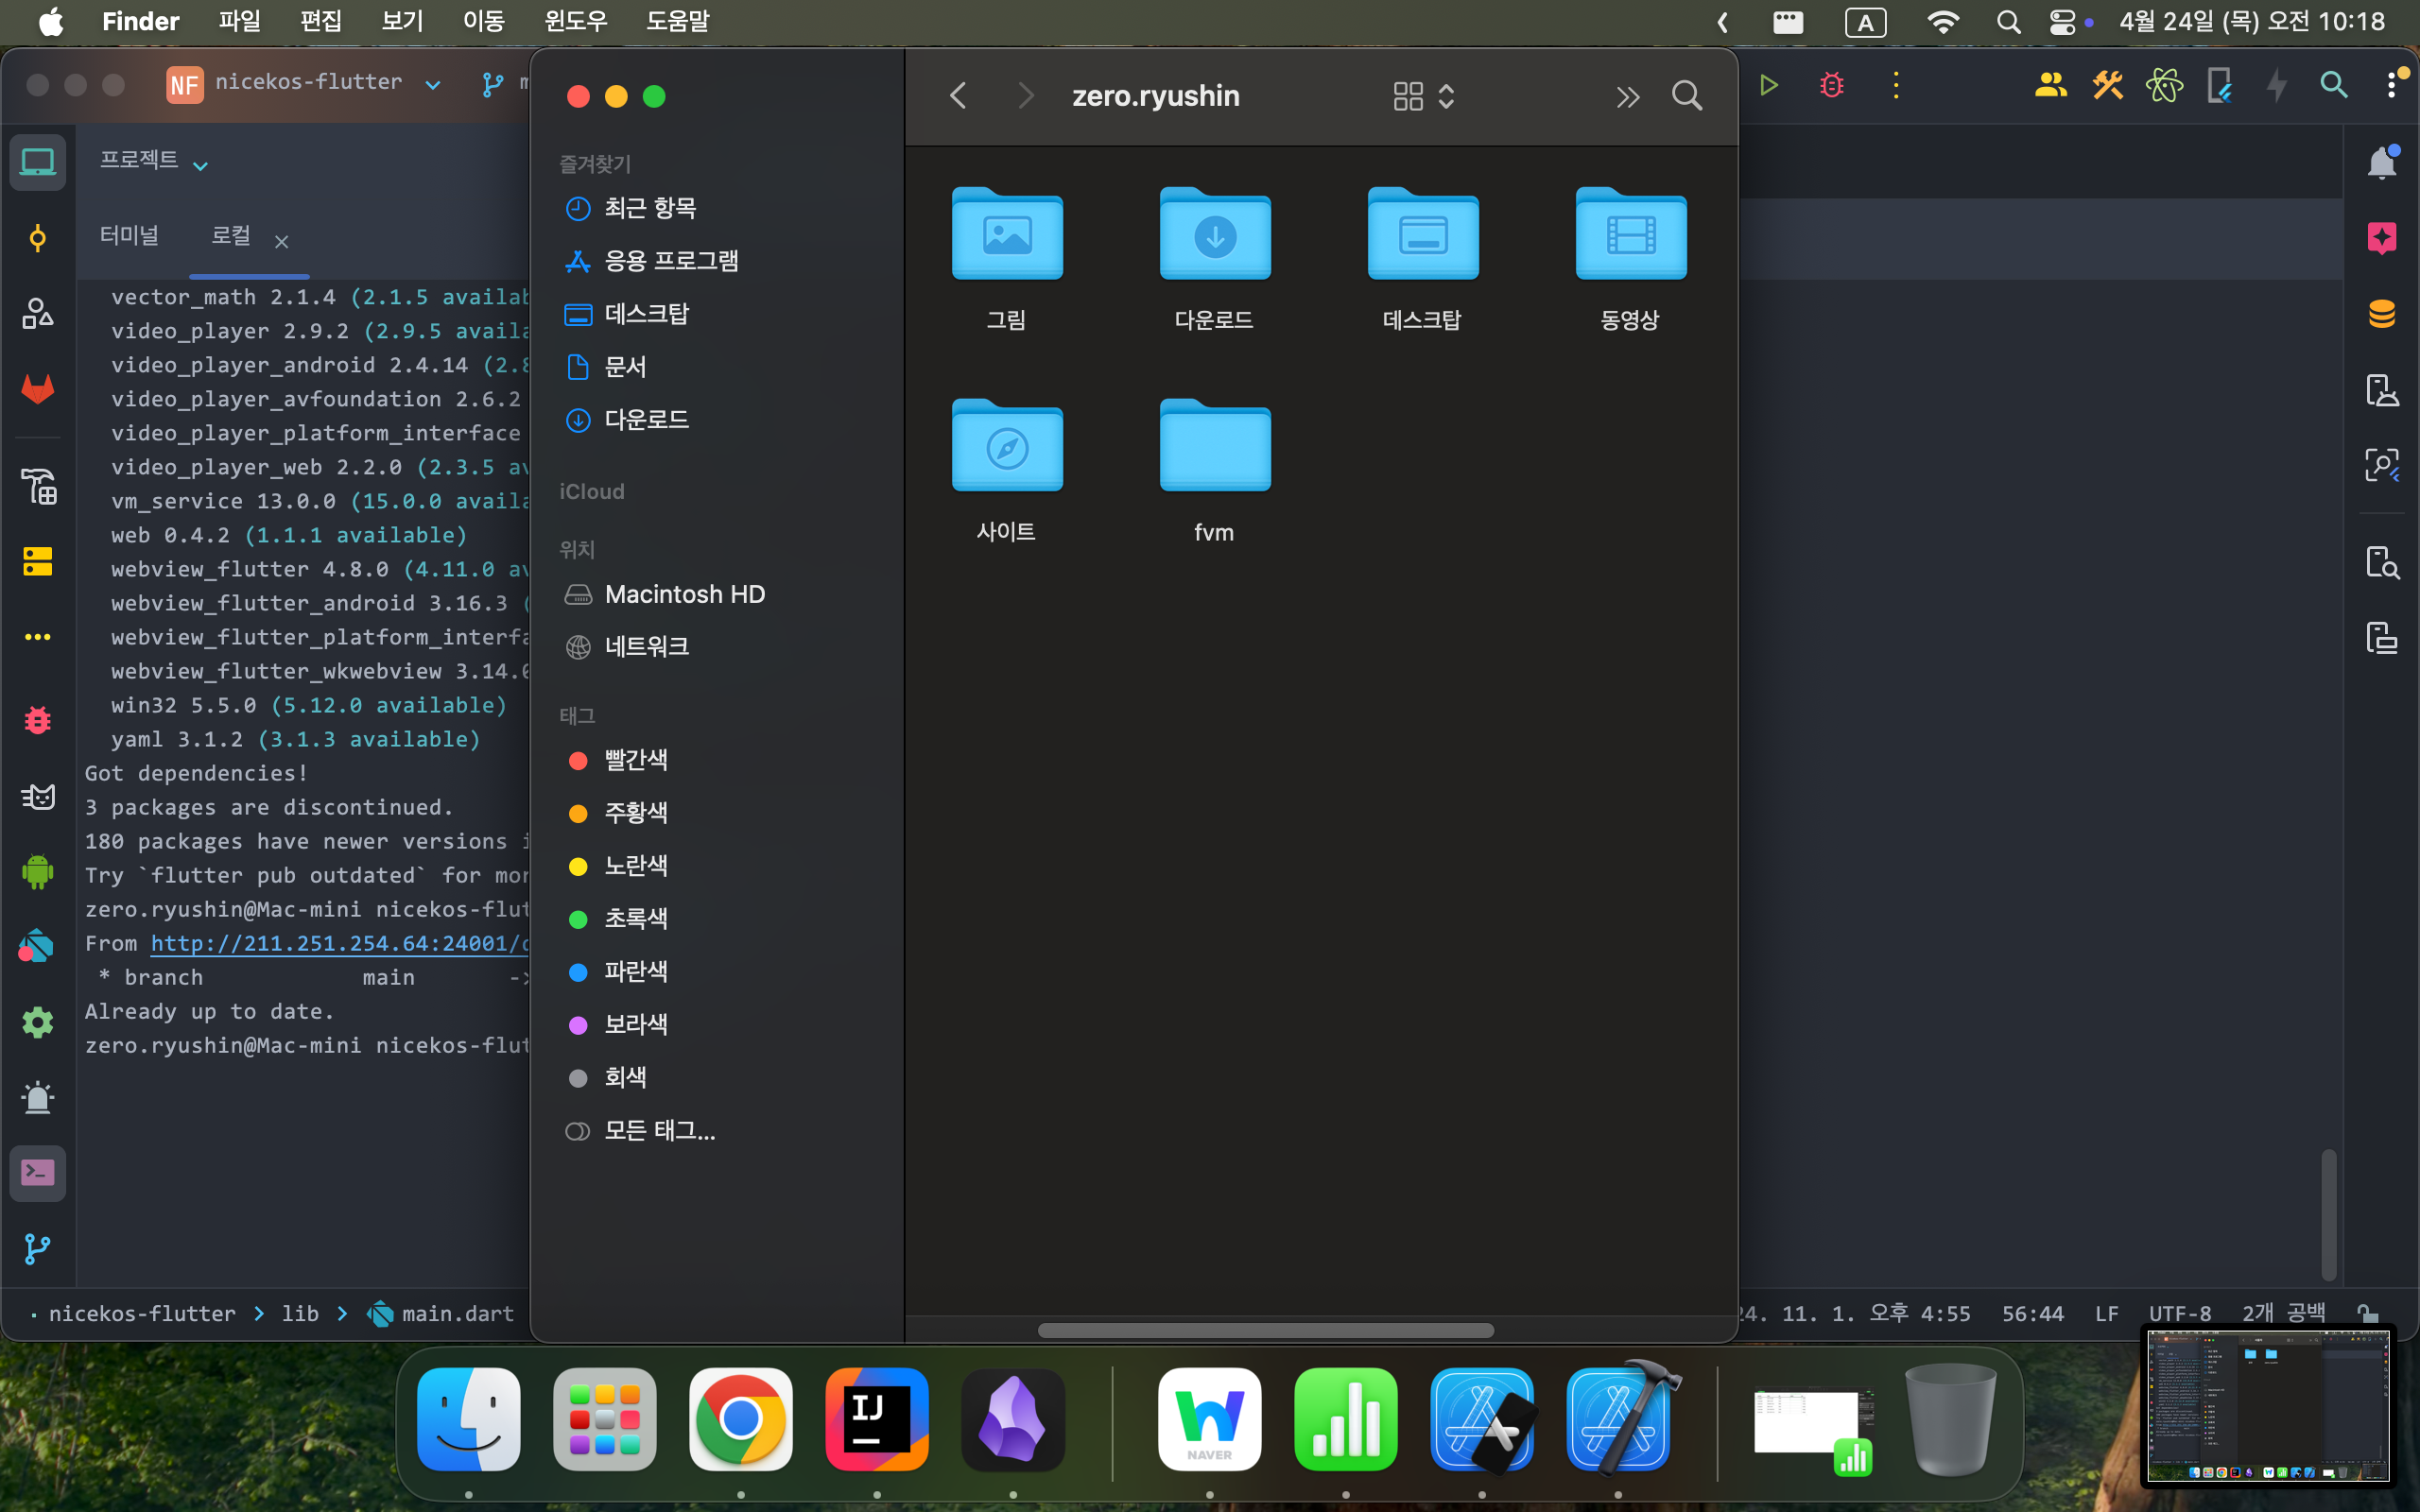 Finder 파일 편집 보기 이동 윈도우 도움말
A 4월 24일 (목) 오전 10:18
NF nicekos-flutter
프로젝트
터미널 로컬
vector_math 2.1.4 (2.1.5 availab
video_player 2.9.2 (2.9.5 availa
video_player_android 2.4.14 (2.8
video_player_avfoundation 2.6.2
video_player_platform_interface
video_player_web 2.2.0 (2.3.5 av
vm_service 13.0.0 (15.0.0 availa
web 0.4.2 (1.1.1 available)
webview_flutter 4.8.0 (4.11.0 av
webview_flutter_android 3.16.3 (
webview_flutter_platform_interfa
webview_flutter_wkwebview 3.14.0
win32 5.5.0 (5.12.0 available)
yaml 3.1.2 (3.1.3 available)
Got dependencies!
3 packages are discontinued.
180 packages have newer versions i
Try `flutter pub outdated` for mor
zero.ryushin@Mac-mini nicekos-flut
From http://211.251.254.64:24001/
* branch main ->
Already up to date.
zero.ryushin@Mac-mini nicekos-flut
즐겨찾기
최근 항목
응용 프로그램
데스크탑
문서
다운로드
iCloud
위치
Macintosh HD
네트워크
태그
빨간색
주황색
노란색
초록색
파란색
보라색
회색
모든 태그...
zero.ryushin
그림 다운로드 데스크탑 동영상
사이트 fvm
nicekos-flutter > lib > main.dart
24. 11. 1. 오후 4:55 56:44 LF UTF-8 2개 공백
IJ
NAVER